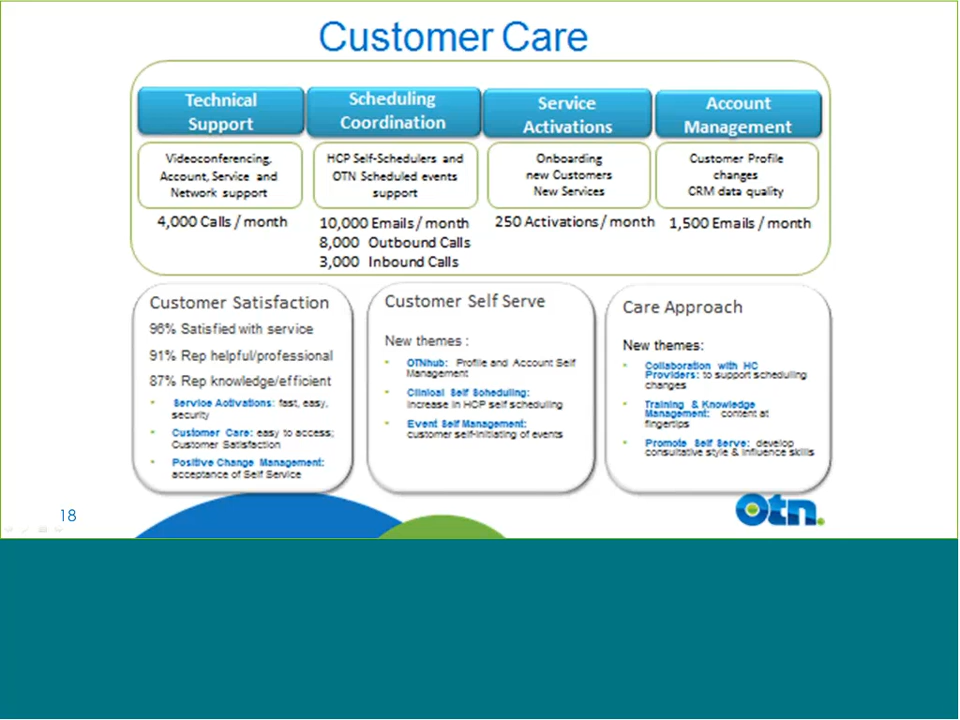 Customer Care
Technical
Support
Scheduling
Coordination
Service
Activations
Account
Management
Videoconferencing,
Account, Service and
Network support
HCP Self-Schedulers and
OTN Scheduled events
support
Onboarding
new Customers
New Services
Customer Profile
changes
CRM data quality
4,000 Calls / month
10,000 Emails / month
8,000 Outbound Calls
3,000 Inbound Calls
250 Activations / month
1,500 Emails / month
Customer Satisfaction
96% Satisfied with service
91% Rep helpful/professional
87% Rep knowledge/efficient
• Service Activations: fast, easy,
security
• Customer Care: easy to access;
Customer Satisfaction
• Positive Change Management:
acceptance of Self Service
Customer Self Serve
New themes :
• OTNhub: Profile and Account Self
Management
• Clinical Self Scheduling:
Increase in HCP self scheduling
• Event Self Management:
customer self-initiating of events
Care Approach
New themes:
• Collaboration with HC
Providers: to support scheduling
changes
• Training & Knowledge
Management: content at
fingertips
• Promote Self Serve: develop
consultative style & influence skills
18
otn.